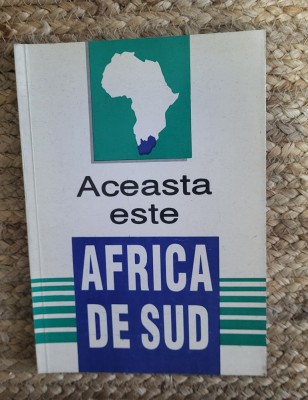 Aceasta
este
AFRICA
DE SUD